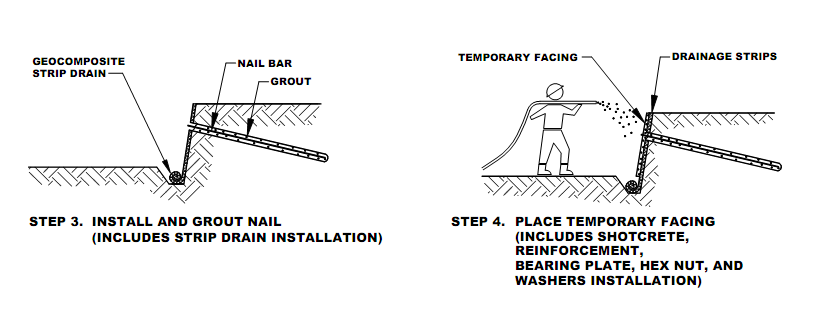 GEOCOMPOSITE
STRIP DRAIN
NAIL BAR
GROUT
STEP 3. INSTALL AND GROUT NAIL
(INCLUDES STRIP DRAIN INSTALLATION)
TEMPORARY FACING
DRAINAGE STRIPS
STEP 4. PLACE TEMPORARY FACING
(INCLUDES SHOTCRETE,
REINFORCEMENT,
BEARING PLATE, HEX NUT, AND
WASHERS INSTALLATION)